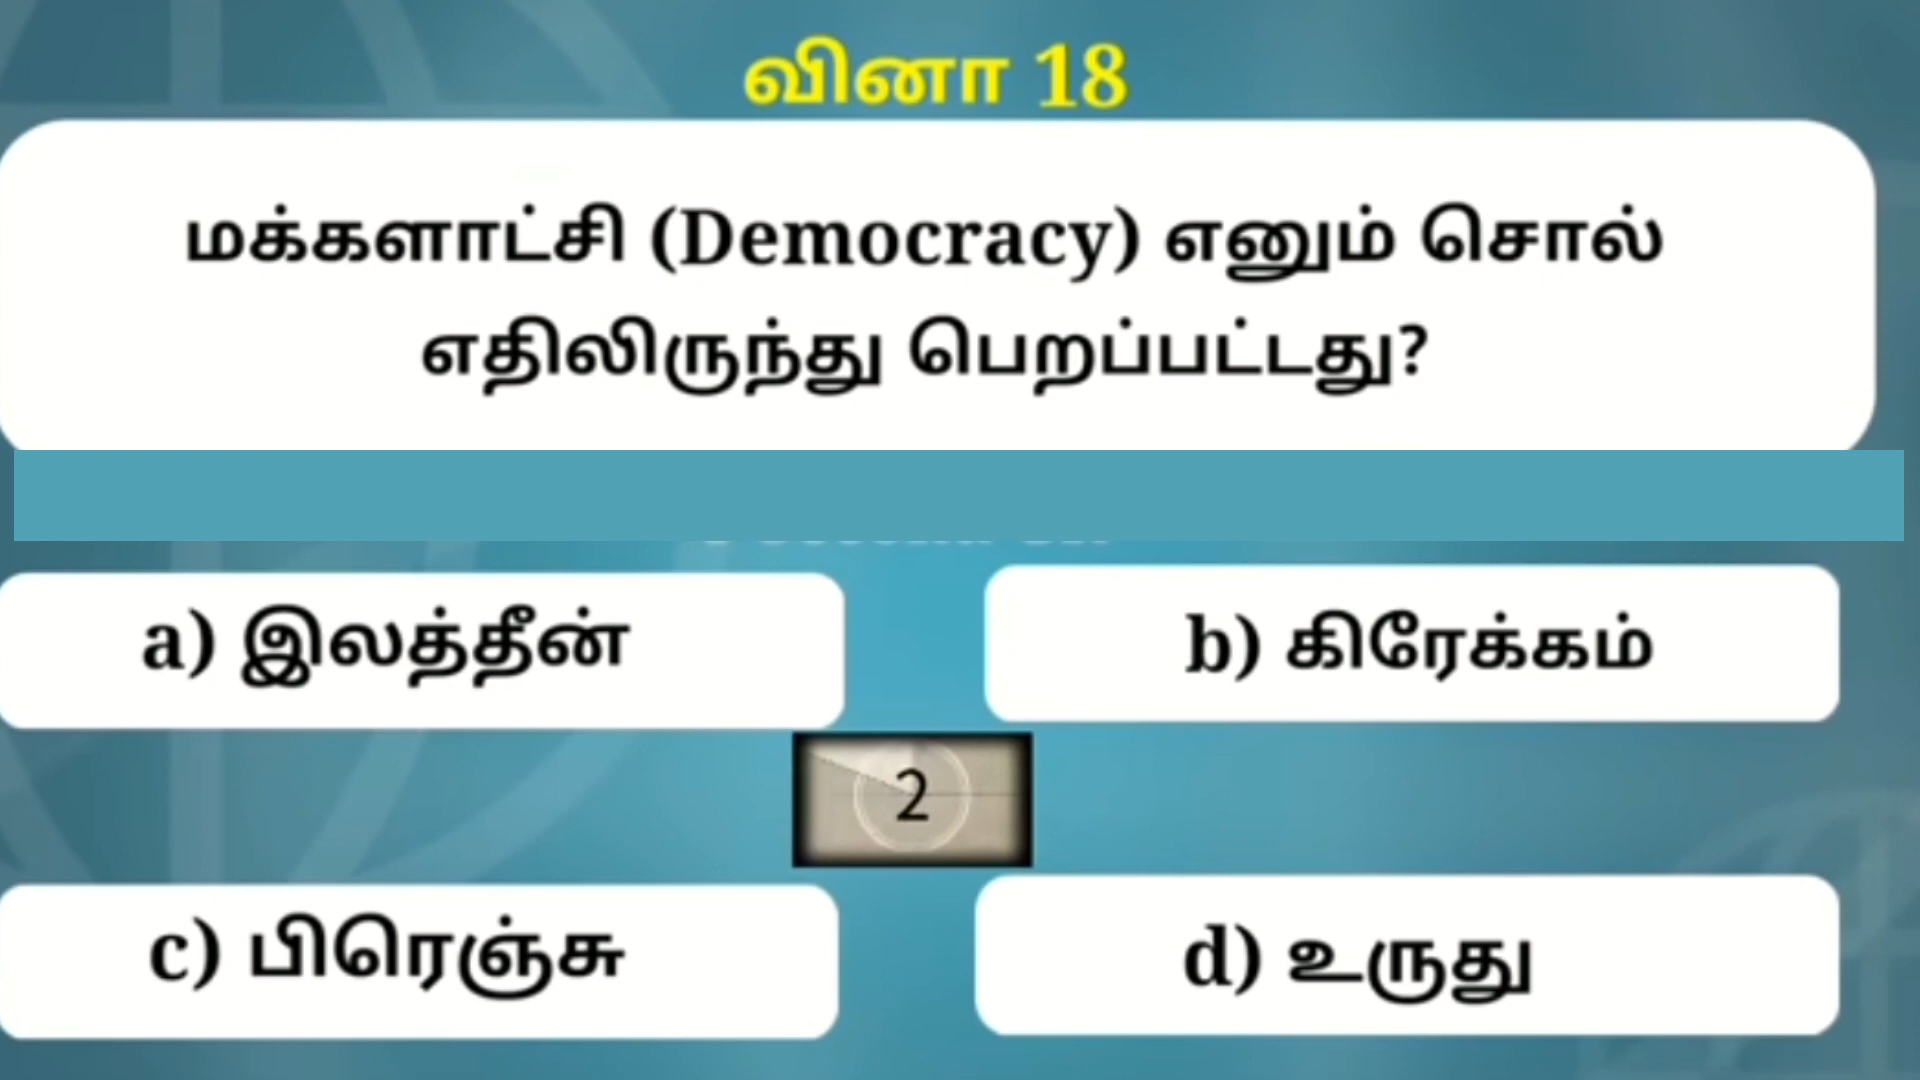 வினா 18
மக்களாட்சி (Democracy) எனும் சொல்
எதிலிருந்து பெறப்பட்டது?
a) இலத்தீன்
b) கிரேக்கம்
2
c) பிரெஞ்சு
d) உருது